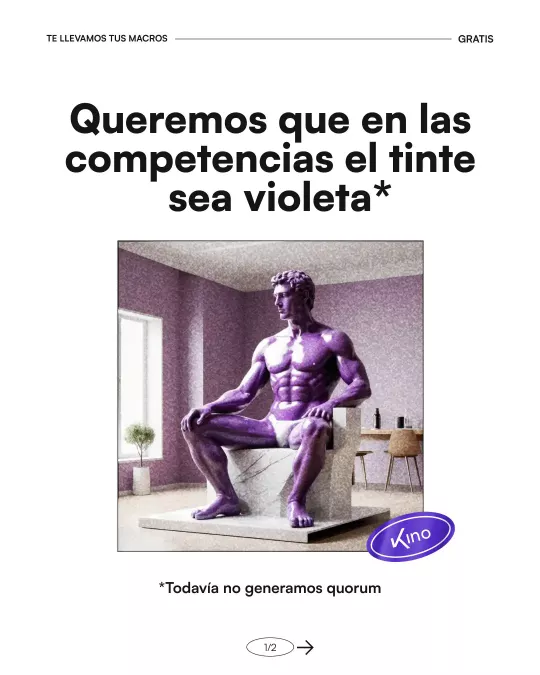 TE LLEVAMOS TUS MACROS
GRATIS
Queremos que en las
competencias el tinte
sea violeta*
Kino
*Todavía no generamos quorum
1/2